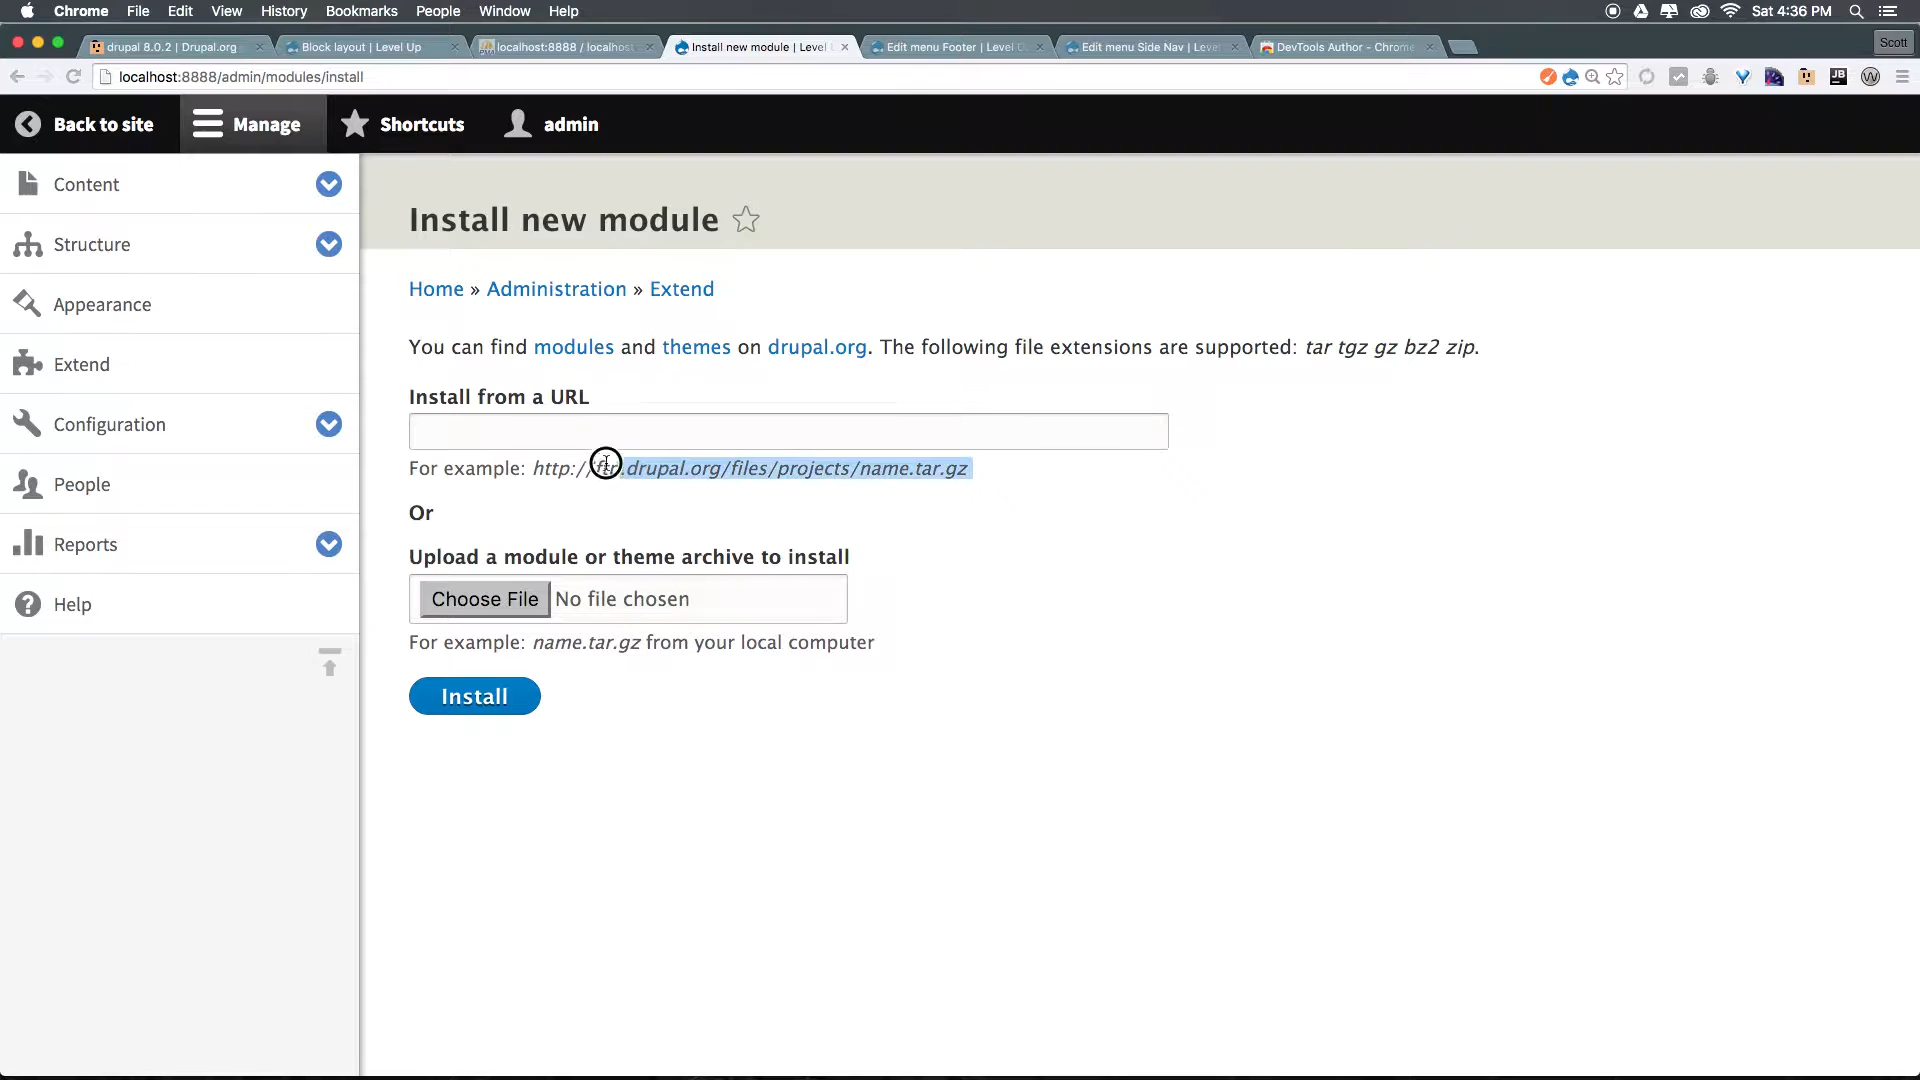 Chrome File Edit View History Bookmarks People Window Help Sat 4:36 PM
drupal 8.0.2 | Drupal.org Block layout | Level Up localhost:8888 / localhost Install new module | Level Edit menu Footer | Level Edit menu Side Nav | Leve DevTools Author - Chrome Scott
localhost:8888/admin/modules/install JB W
Back to site Manage Shortcuts admin
Content
Structure
Appearance
Extend
Configuration
People
Reports
Help
Install new module
Home » Administration » Extend
You can find modules and themes on drupal.org. The following file extensions are supported: tar tgz gz bz2 zip.
Install from a URL
For example: http://ftp.drupal.org/files/projects/name.tar.gz
Or
Upload a module or theme archive to install
Choose File No file chosen
For example: name.tar.gz from your local computer
Install